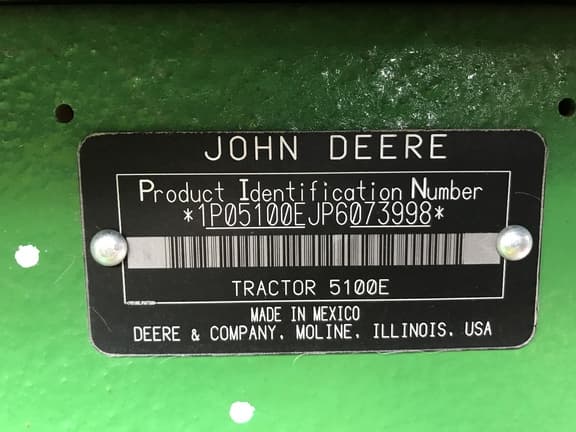 JOHN DEERE
Product Identification Number
*1P05100EJP6073998*
TRACTOR 5100E
MADE IN MEXICO
DEERE & COMPANY, MOLINE, ILLINOIS, USA